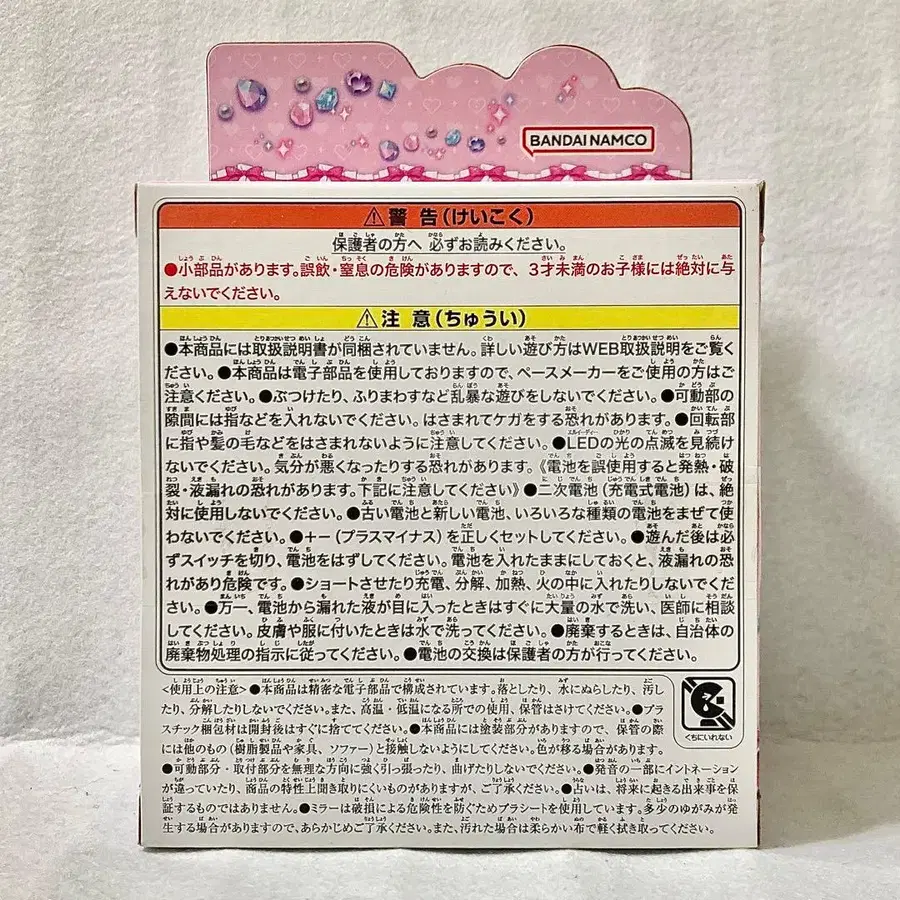 BANDAI NAMCO
⚠警告(けいこく)
保護者の方へ 必ずお読みください。
●小部品があります。誤飲・窒息の危険がありますので、3才未満のお子様には絶対に与
えないでください。
⚠注意(ちゅうい)
●本商品には取扱説明書が同梱されていません。詳しい遊び方はWEB取扱説明をご覧く
ださい。●本商品は電子部品を使用しておりますので、ペースメーカーをご使用の方はご
注意ください。●ぶつけたり、ふりまわすなど乱暴な遊びをしないでください。●可動部の
隙間には指などを入れないでください。はさまれてケガをする恐れがあります。●回転部
に指や髪の毛などをはさまれないように注意してください。●LEDの光の点滅を見続け
ないでください。気分が悪くなったりする恐れがあります。《電池を誤使用すると発熱・破
裂・液漏れの恐れがあります。下記に注意してください》●二次電池(充電式電池)は、絶
対に使用しないでください。●古い電池と新しい電池、いろいろな種類の電池をまぜて使
わないでください。●+-(プラスマイナス)を正しくセットしてください。●遊んだ後は必
ずスイッチを切り、電池をはずしてください。電池を入れたままにしておくと、液漏れの恐
れがあり危険です。●ショートさせたり充電、分解、加熱、火の中に入れたりしないでくだ
さい。●万一、電池から漏れた液が目に入ったときはすぐに大量の水で洗い、医師に相談
してください。皮膚や服に付いたときは水で洗ってください。●廃棄するときは、自治体の
廃棄物処理の指示に従ってください。●電池の交換は保護者の方が行ってください。
<使用上の注意>●本商品は精密な電子部品で構成されています。落としたり、水にぬらしたり、汚し
たり、分解したりしないでください。また、高温・低温になる所での使用、保管はさけてください。●プラ
スチック梱包材は開封後はすぐに捨ててください。●本商品には塗装部分がありますので、保管の際
には他のもの(樹脂製品や家具、ソファー)と接触しないようにしてください。色が移る場合があります。
くちにいれない
●可動部分・取付部分を無理な方向に強く引っ張ったり、曲げたりしないでください。●発音の一部にイントネーション
が違っていたり、商品の特性上聞き取りにくいものがありますが、ご了承ください。●占いは、将来に起きる出来事を保
証するものではありません。●ミラーは破損による危険性を防ぐためプラシートを使用しています。多少のゆがみが発
生する場合がありますので、あらかじめご了承ください。また、汚れた場合は柔らかい布で軽く拭き取ってください。